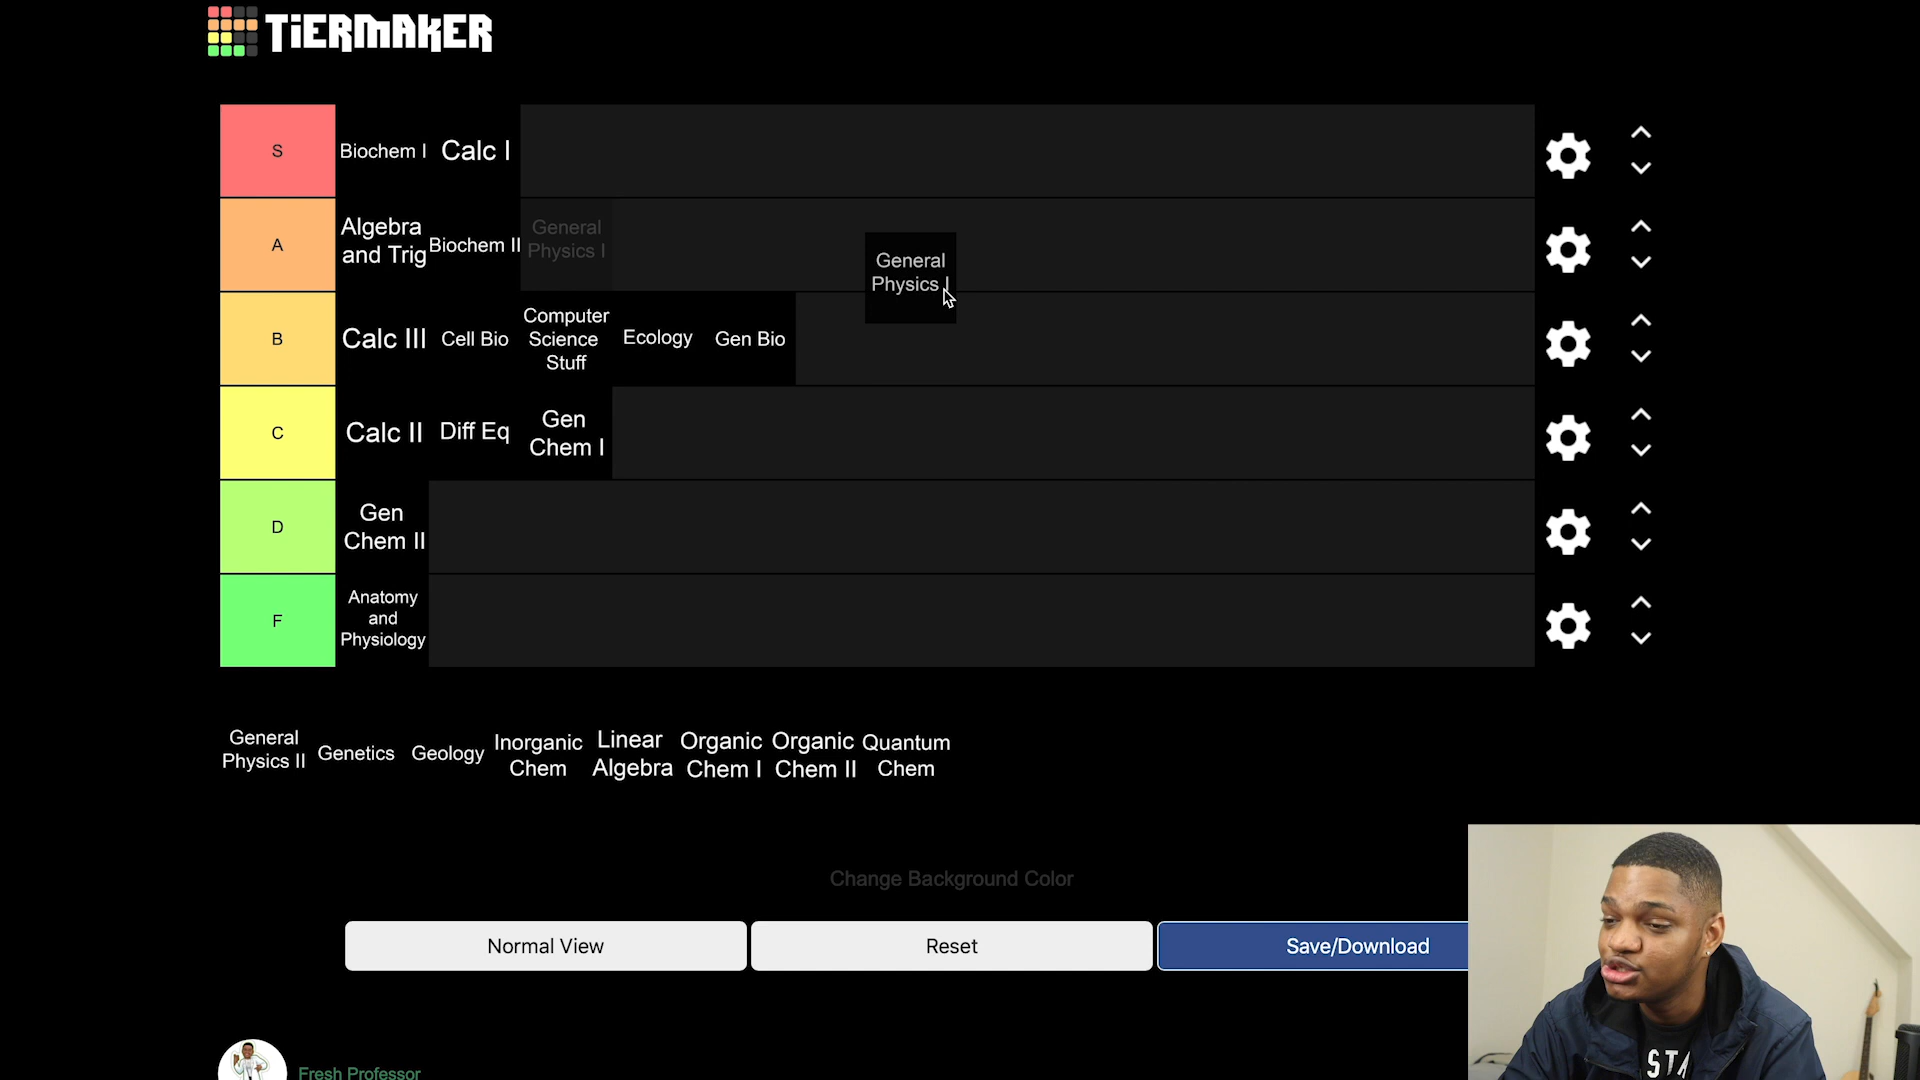 TiERMAKER
S
Biochem I
Calc I
A
Algebra
and Trig
Biochem II
General
Physics I
General
Physics I
B
Calc III
Cell Bio
Computer
Science
Stuff
Ecology
Gen Bio
C
Calc II
Diff Eq
Gen
Chem I
D
Gen
Chem II
F
Anatomy
and
Physiology
General
Physics II
Genetics
Geology
Inorganic
Chem
Linear
Algebra
Organic
Chem I
Organic
Chem II
Quantum
Chem
Change Background Color
Normal View
Reset
Save/Download
Fresh Professor
STA